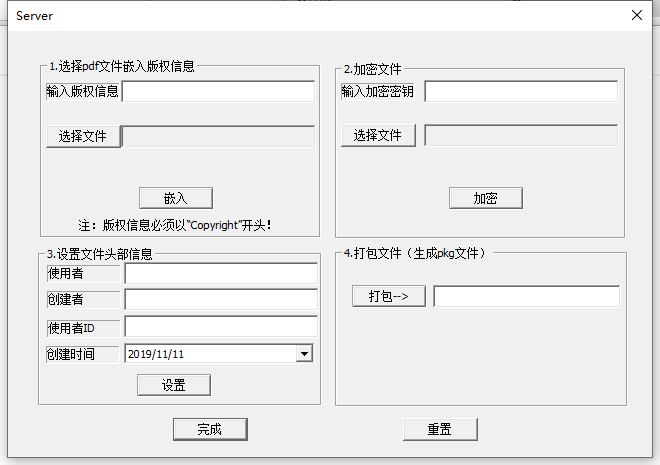 Server
1.选择pdf文件嵌入版权信息
输入版权信息
选择文件
嵌入
注：版权信息必须以“Copyright”开头！
2.加密文件
输入加密密钥
选择文件
加密
3.设置文件头部信息
使用者
创建者
使用者ID
创建时间 2019/11/11
设置
4.打包文件（生成pkg文件）
打包-->
完成
重置